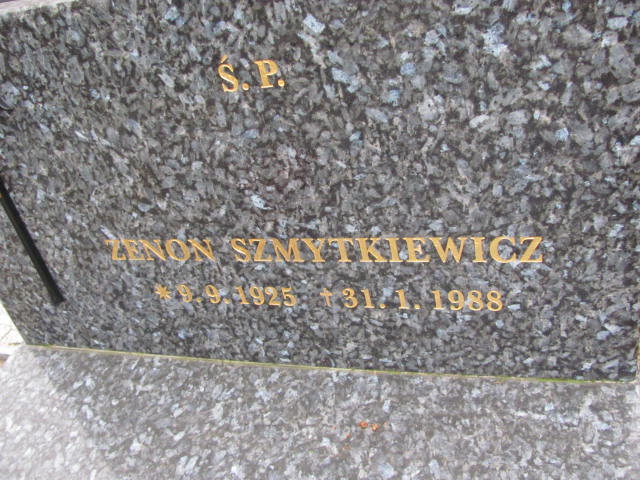 Ś. P.
ZENON SZMYTKIEWICZ
*9.9.1925 †31.1.1988